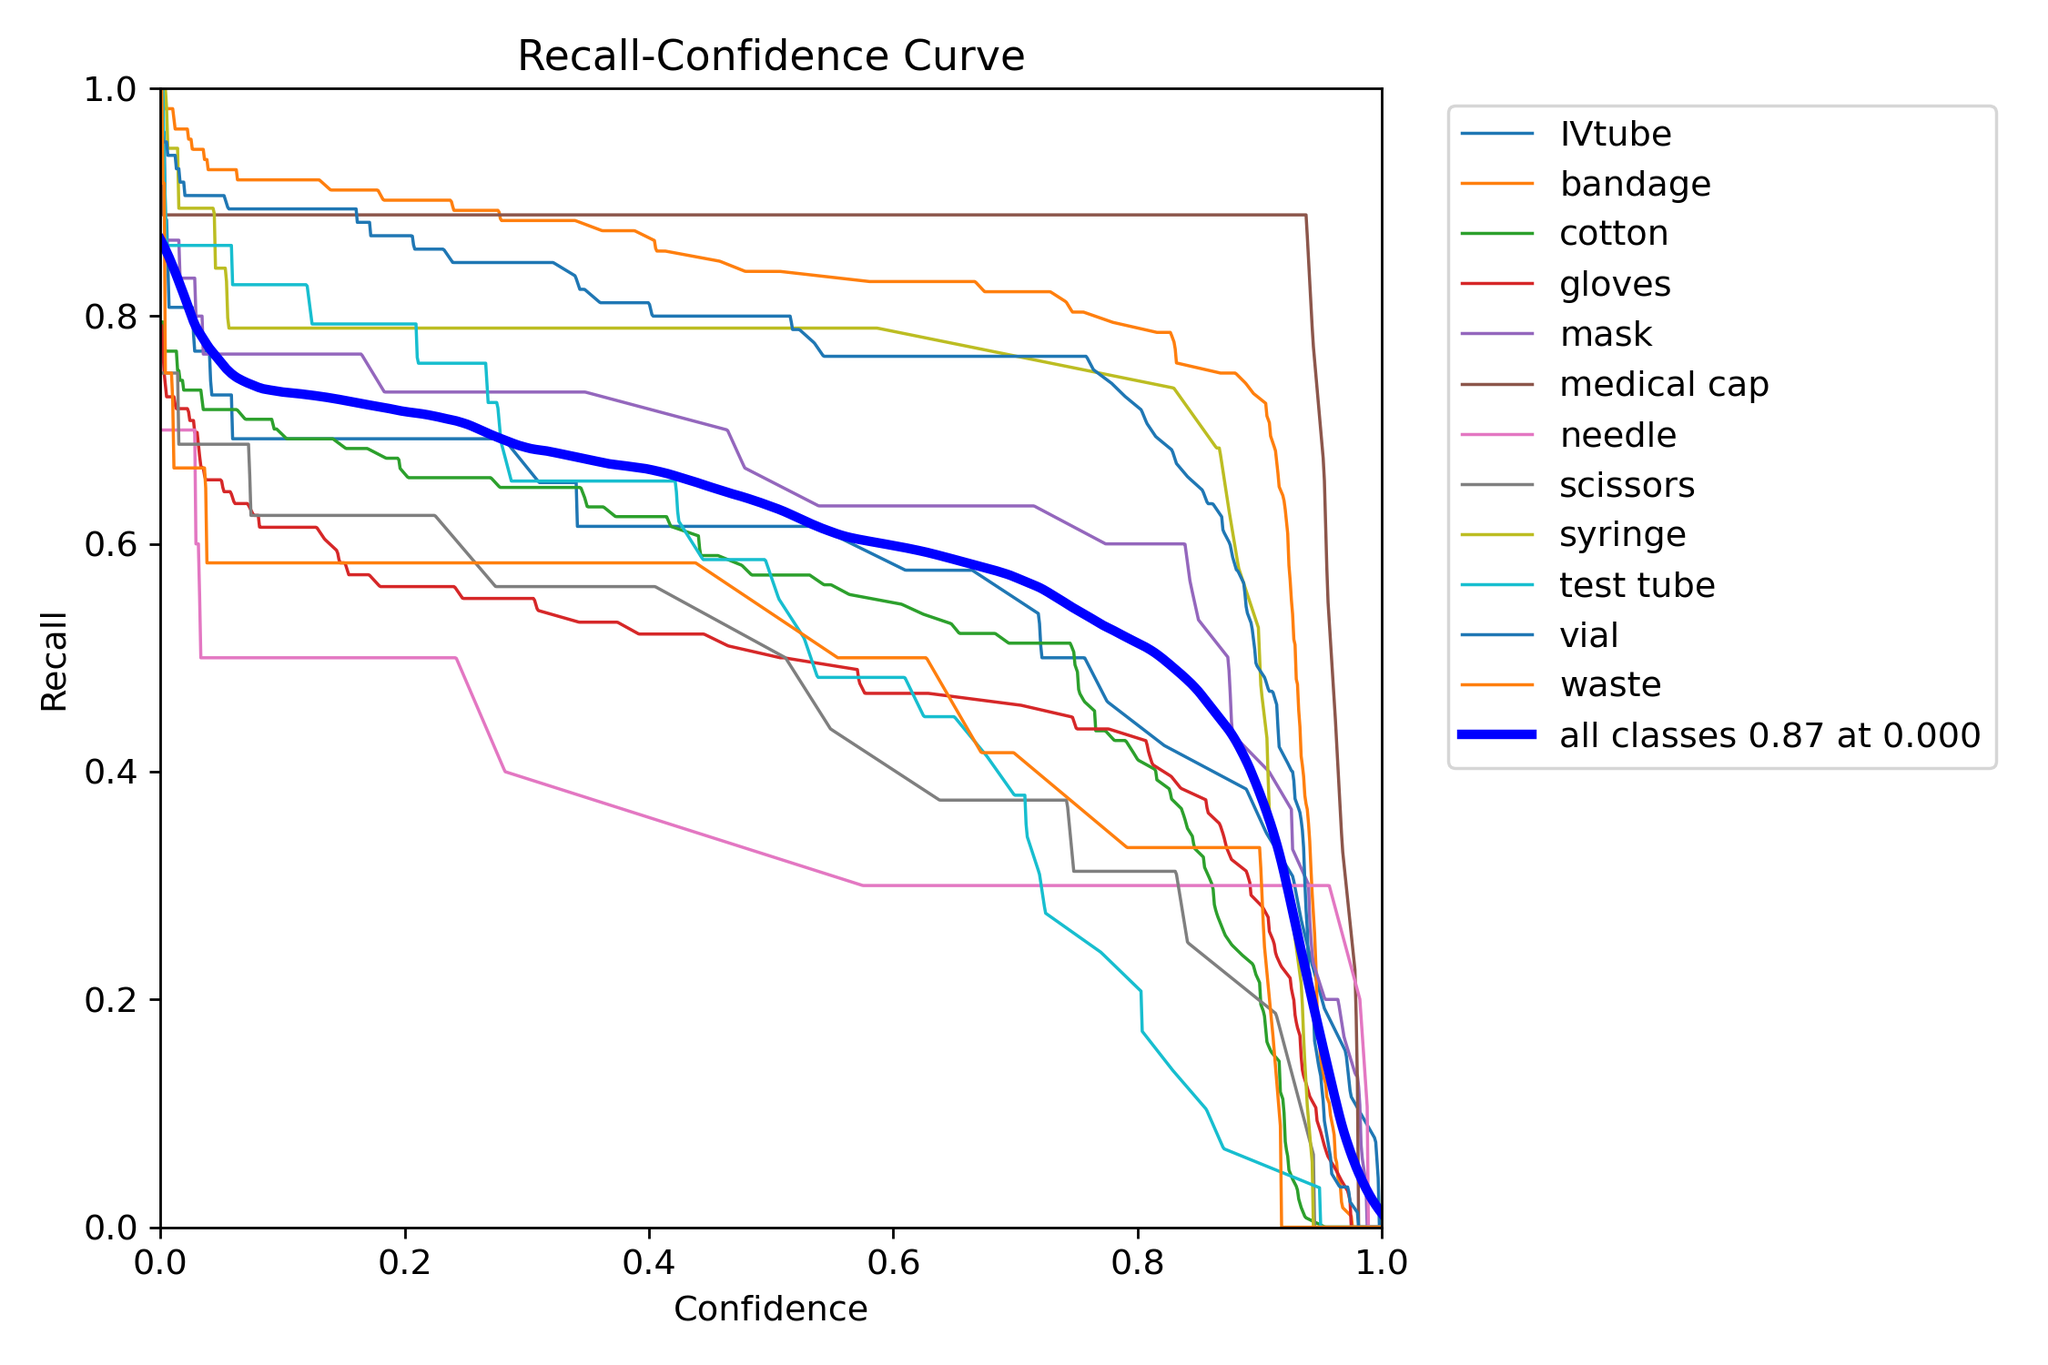 Recall-Confidence Curve
1.0
0.8
0.6
0.4
0.2
0.0
Recall
0.0 0.2 0.4 0.6 0.8 1.0
Confidence
IVtube
bandage
cotton
gloves
mask
medical cap
needle
scissors
syringe
test tube
vial
waste
all classes 0.87 at 0.000